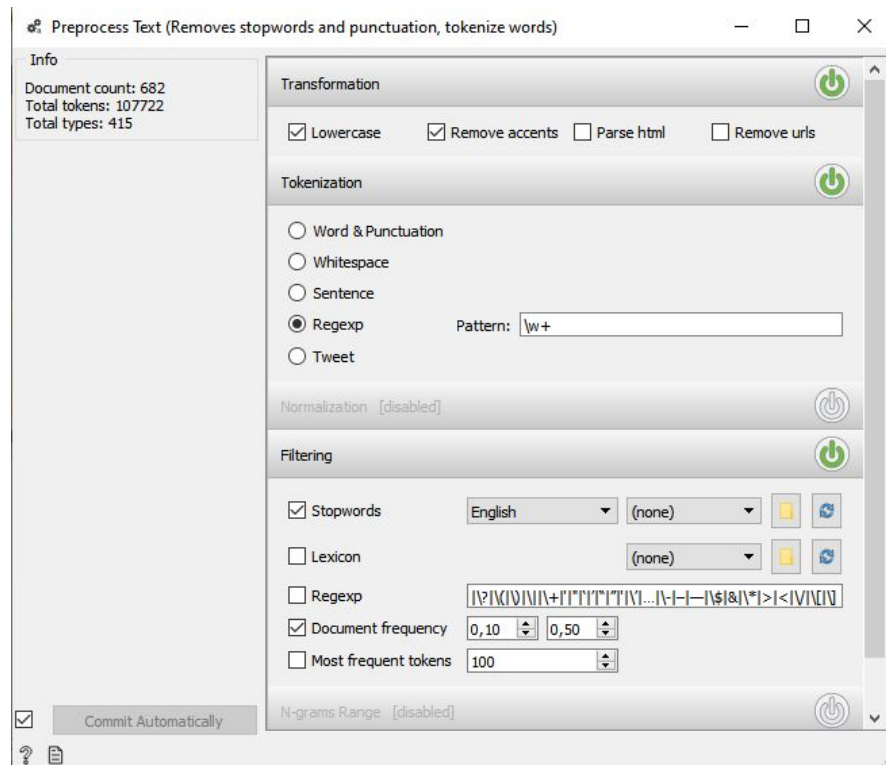 Preprocess Text (Removes stopwords and punctuation, tokenize words)
Info
Document count: 682
Total tokens: 107722
Total types: 415
Transformation
Lowercase Remove accents Parse html Remove urls
Tokenization
Word & Punctuation
Whitespace
Sentence
Regexp Pattern: \w+
Tweet
Normalization [disabled]
Filtering
Stopwords English (none)
Lexicon (none)
Regexp
Document frequency 0,10 0,50
Most frequent tokens 100
N-grams Range [disabled]
Commit Automatically